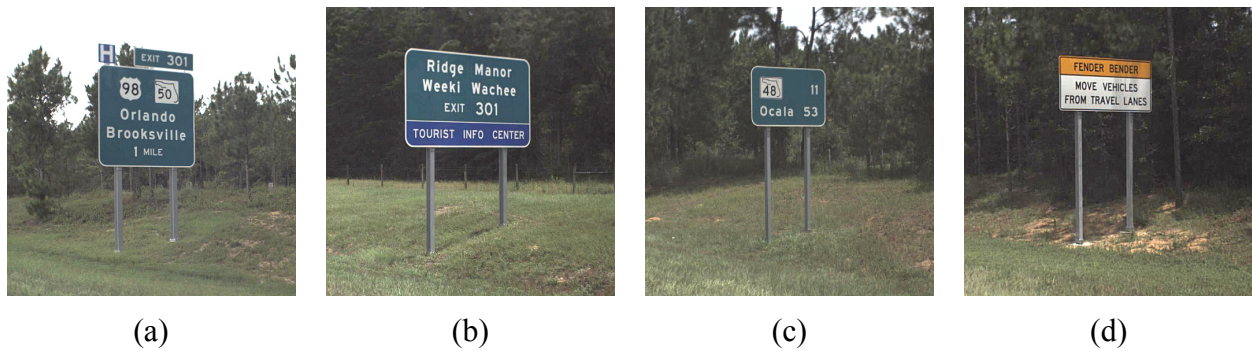 H
EXIT 301
98 50
Orlando
Brooksville
1 MILE
Ridge Manor
Weeki Wachee
EXIT 301
TOURIST INFO CENTER
48 11
Ocala 53
FENDER BENDER
MOVE VEHICLES
FROM TRAVEL LANES
(a) (b) (c) (d)